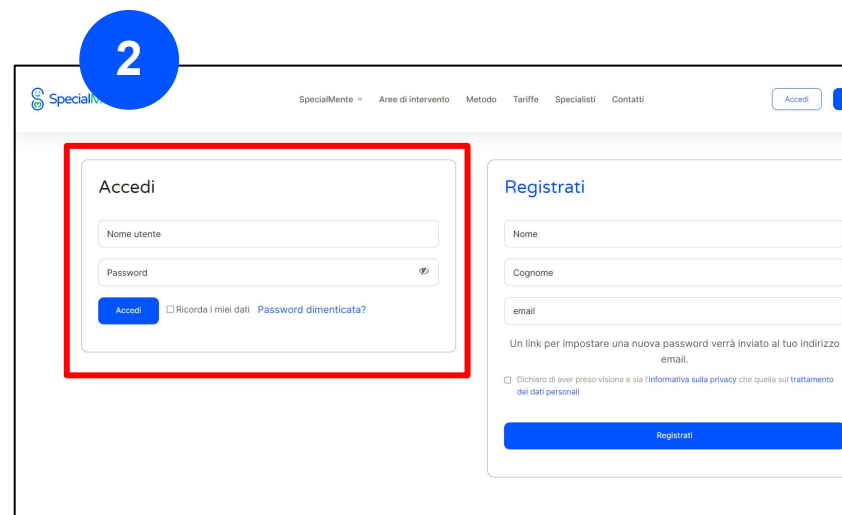 2
Special
SpecialMente Aree di intervento Metodo Tariffe Specialisti Contatti Accedi
Accedi
Nome utente
Password
Accedi Ricorda i miei dati Password dimenticata?
Registrati
Nome
Cognome
email
Un link per impostare una nuova password verrà inviato al tuo indirizzo
email.
Dichiaro di aver preso visione e sia l'informativa sulla privacy che quella sul trattamento
dei dati personali
Registrati